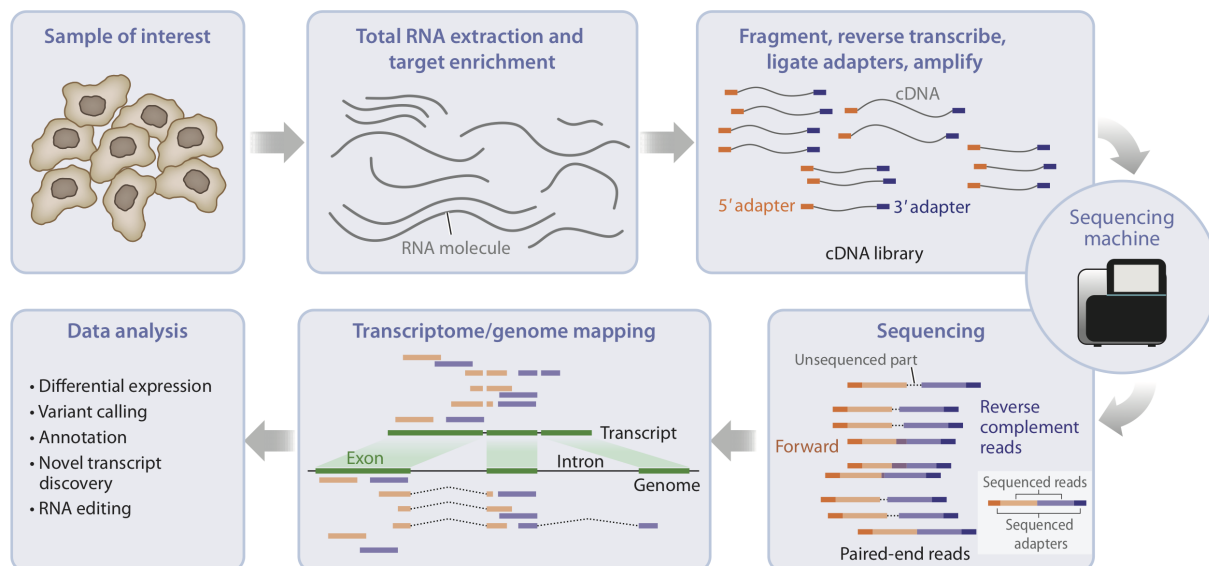 Sample of interest
Total RNA extraction and
target enrichment
RNA molecule
Fragment, reverse transcribe,
ligate adapters, amplify
cDNA
5′ adapter
3′ adapter
cDNA library
Sequencing
machine
Sequencing
Unsequenced part
Reverse
complement
reads
Forward
Sequenced reads
Sequenced
adapters
Paired-end reads
Transcriptome/genome mapping
Transcript
Exon
Intron
Genome
Data analysis
• Differential expression
• Variant calling
• Annotation
• Novel transcript
discovery
• RNA editing